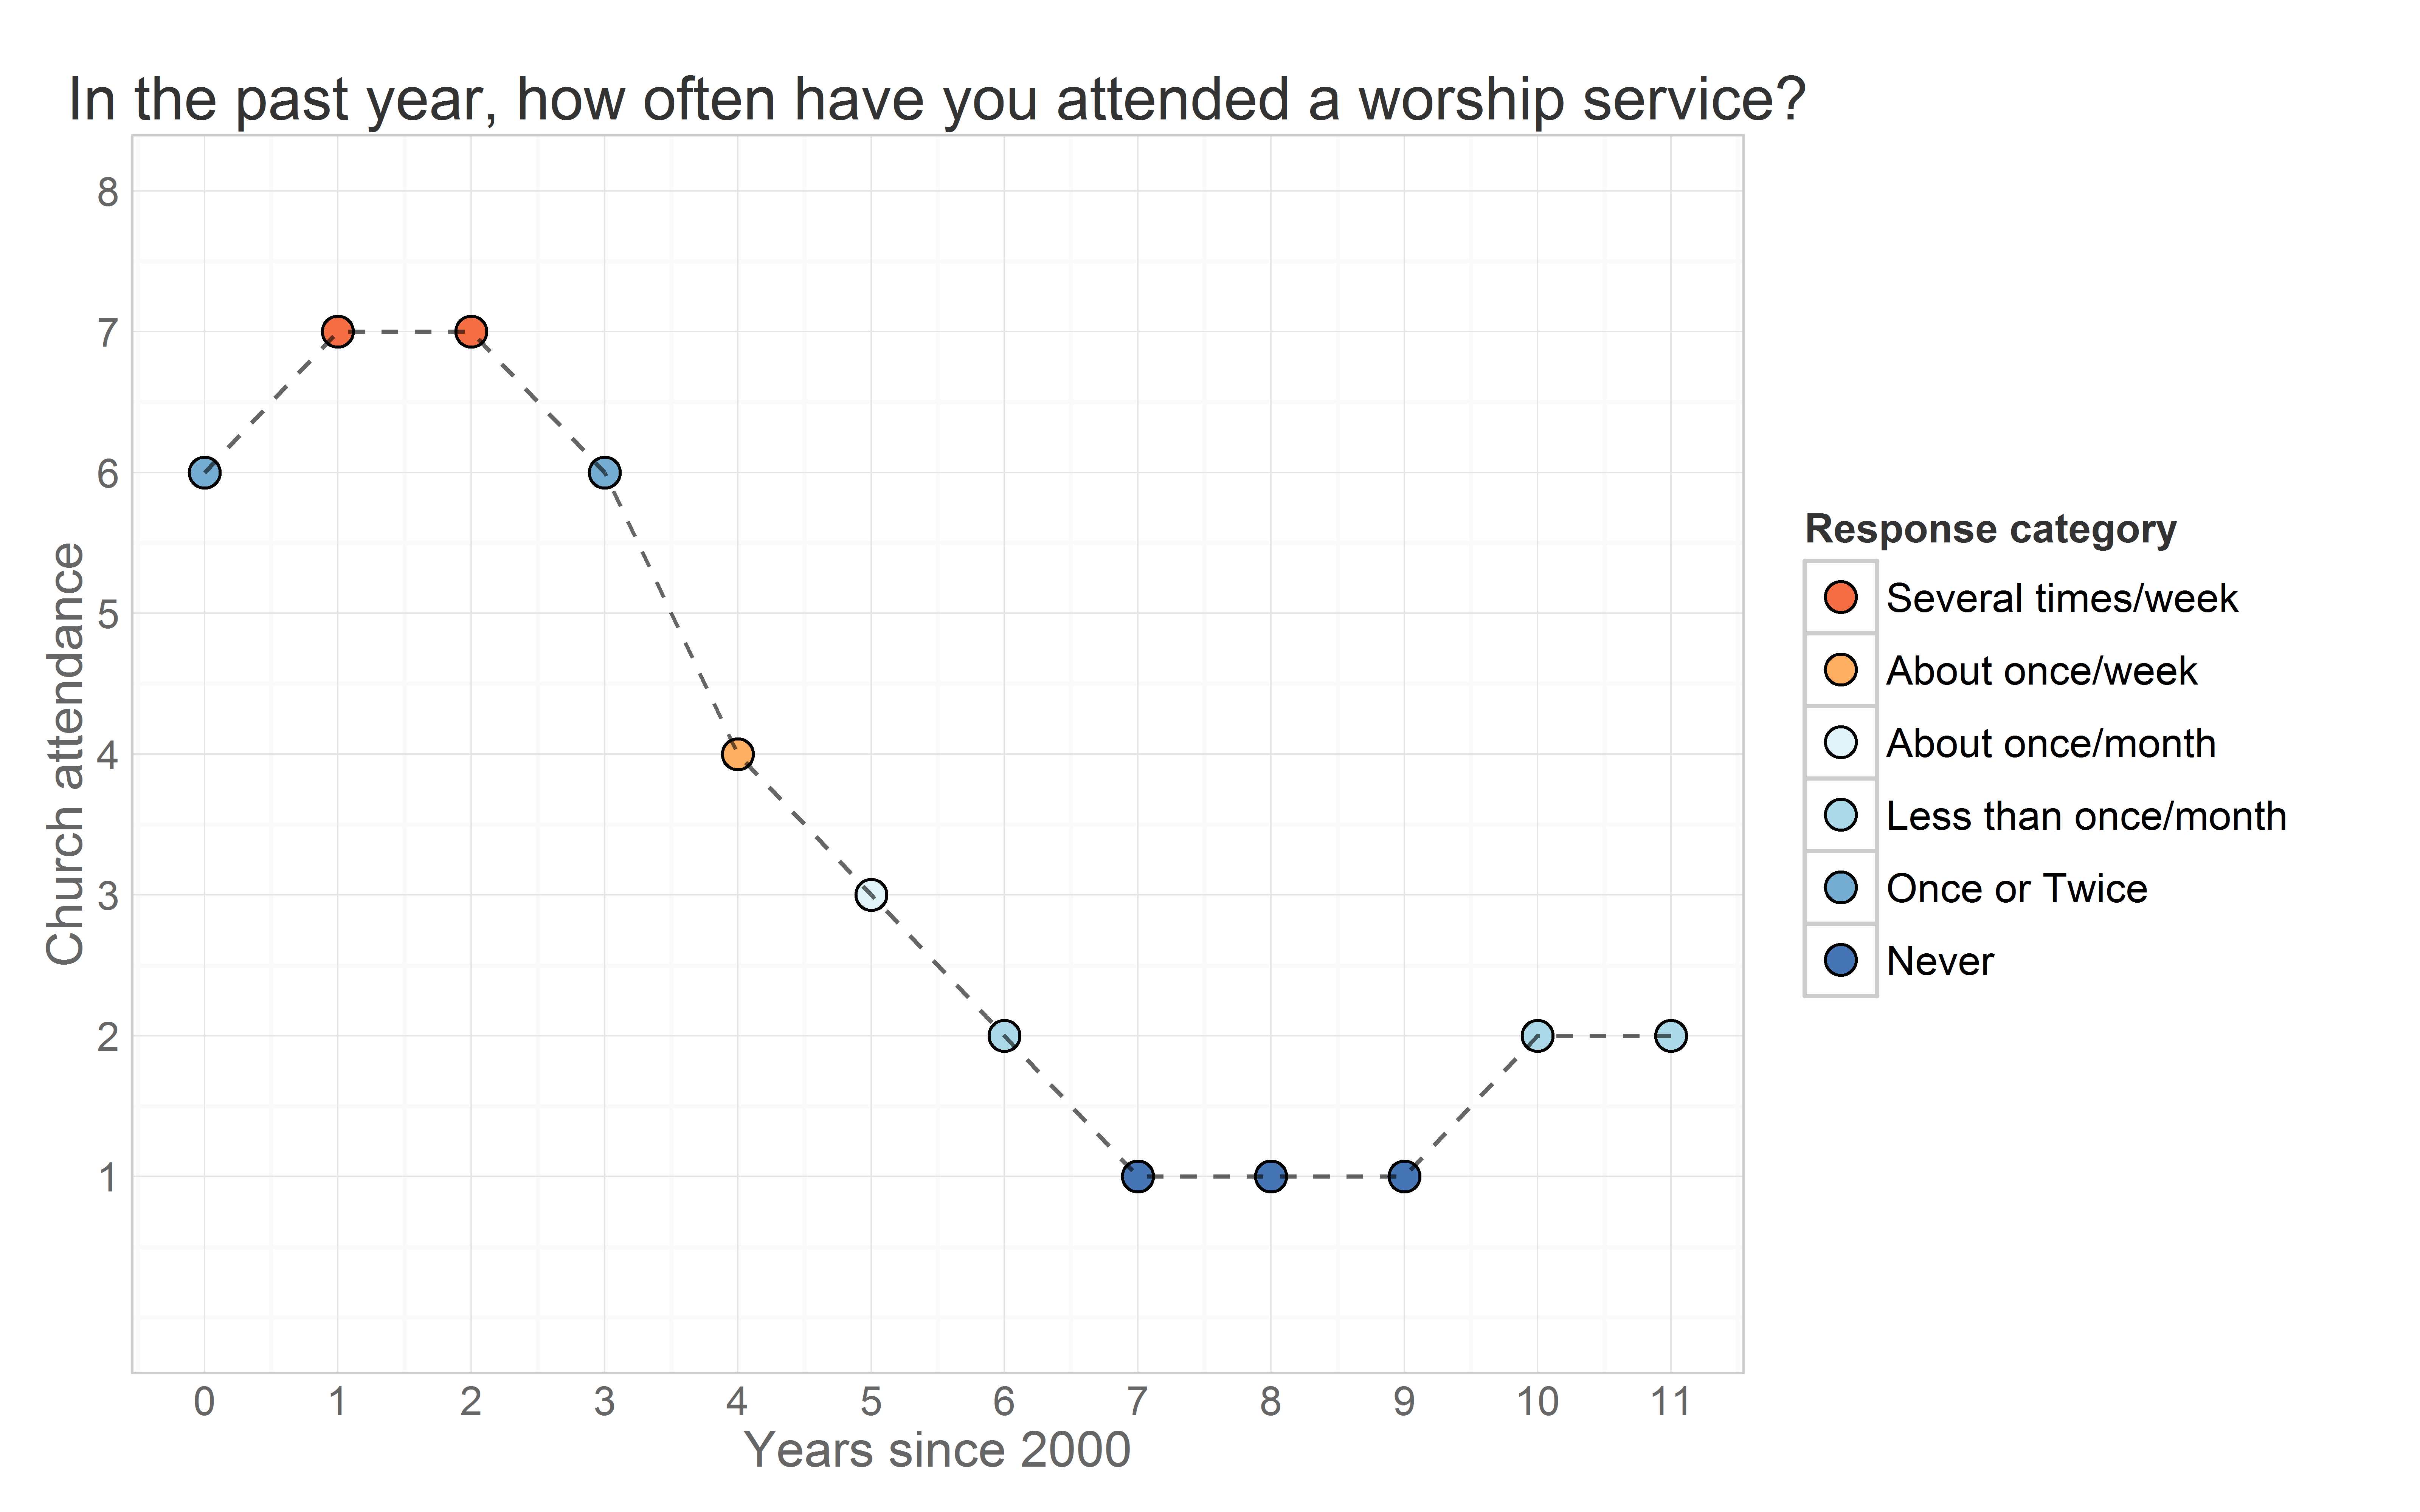 In the past year, how often have you attended a worship service?
Church attendance
8
7
6
5
4
3
2
1
0 1 2 3 4 5 6 7 8 9 10 11
Years since 2000
Response category
Several times/week
About once/week
About once/month
Less than once/month
Once or Twice
Never